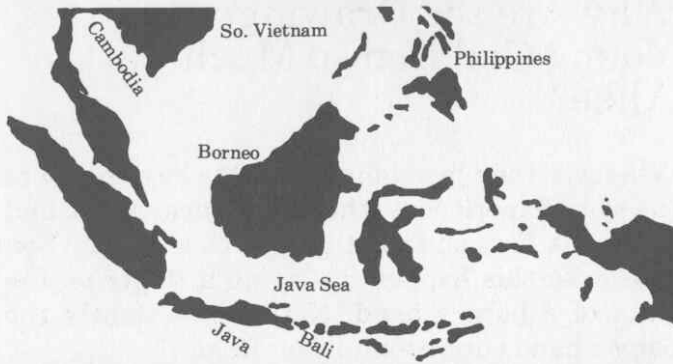 So. Vietnam
Cambodia
Philippines
Borneo
Java Sea
Java
Bali